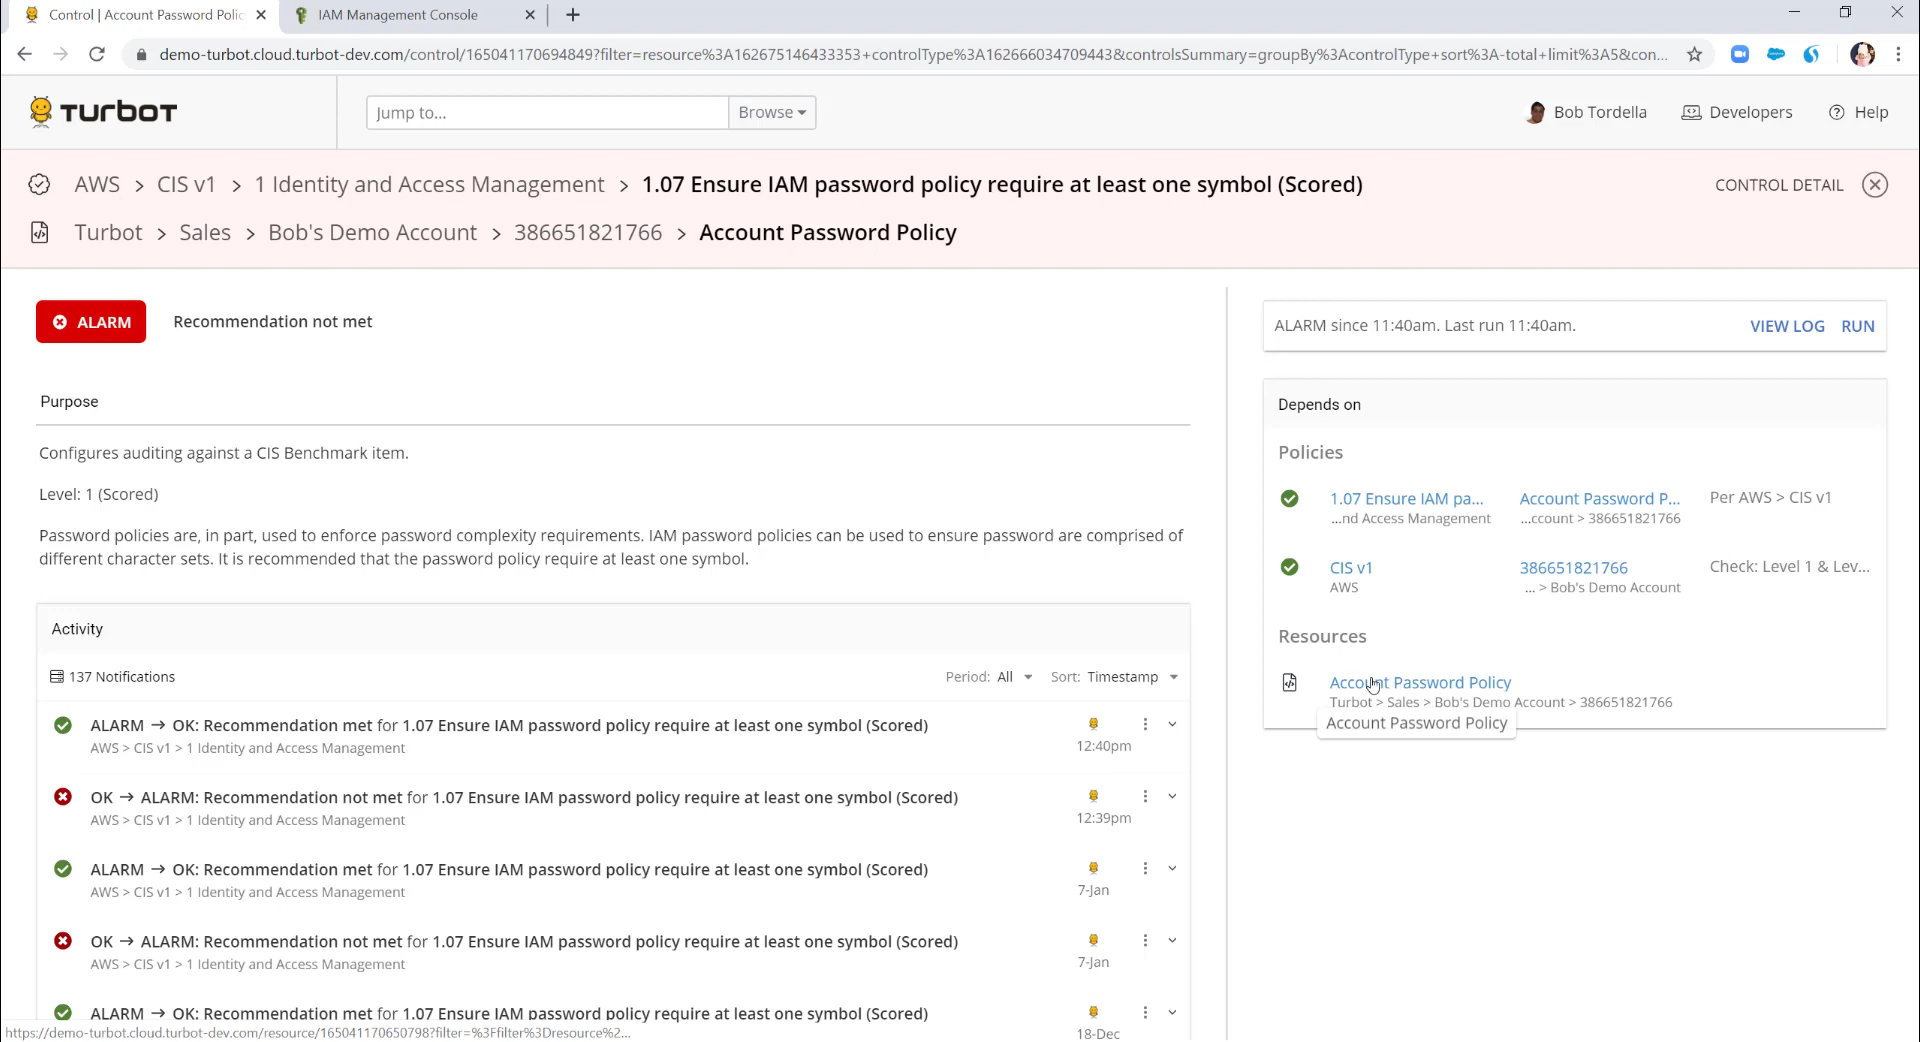 Control | Account Password Polic
IAM Management Console
demo-turbot.cloud.turbot-dev.com/control/165041170694849?filter=resource%3A162675146433353+controlType%3A162666034709443&controlsSummary=groupBy%3AcontrolType+sort%3A-total+limit%3A5&con...
TURBOT
Jump to...
Browse
Bob Tordella
Developers
Help
AWS > CIS v1 > 1 Identity and Access Management > 1.07 Ensure IAM password policy require at least one symbol (Scored)
CONTROL DETAIL
Turbot > Sales > Bob's Demo Account > 386651821766 > Account Password Policy
ALARM
Recommendation not met
ALARM since 11:40am. Last run 11:40am.
VIEW LOG RUN
Purpose
Configures auditing against a CIS Benchmark item.
Level: 1 (Scored)
Password policies are, in part, used to enforce password complexity requirements. IAM password policies can be used to ensure password are comprised of
different character sets. It is recommended that the password policy require at least one symbol.
Depends on
Policies
1.07 Ensure IAM pa... Account Password P... Per AWS > CIS v1
...nd Access Management ...ccount > 386651821766
CIS v1 386651821766 Check: Level 1 & Lev...
AWS ... > Bob's Demo Account
Resources
Account Password Policy
Turbot > Sales > Bob's Demo Account > 386651821766
Account Password Policy
Activity
137 Notifications
Period: All
Sort: Timestamp
ALARM → OK: Recommendation met for 1.07 Ensure IAM password policy require at least one symbol (Scored)
AWS > CIS v1 > 1 Identity and Access Management
12:40pm
OK → ALARM: Recommendation not met for 1.07 Ensure IAM password policy require at least one symbol (Scored)
AWS > CIS v1 > 1 Identity and Access Management
12:39pm
ALARM → OK: Recommendation met for 1.07 Ensure IAM password policy require at least one symbol (Scored)
AWS > CIS v1 > 1 Identity and Access Management
7-Jan
OK → ALARM: Recommendation not met for 1.07 Ensure IAM password policy require at least one symbol (Scored)
AWS > CIS v1 > 1 Identity and Access Management
7-Jan
ALARM → OK: Recommendation met for 1.07 Ensure IAM password policy require at least one symbol (Scored)
18-Dec
https://demo-turbot.cloud.turbot-dev.com/resource/165041170650798?filter=%3Ffilter%3Dresource%2...